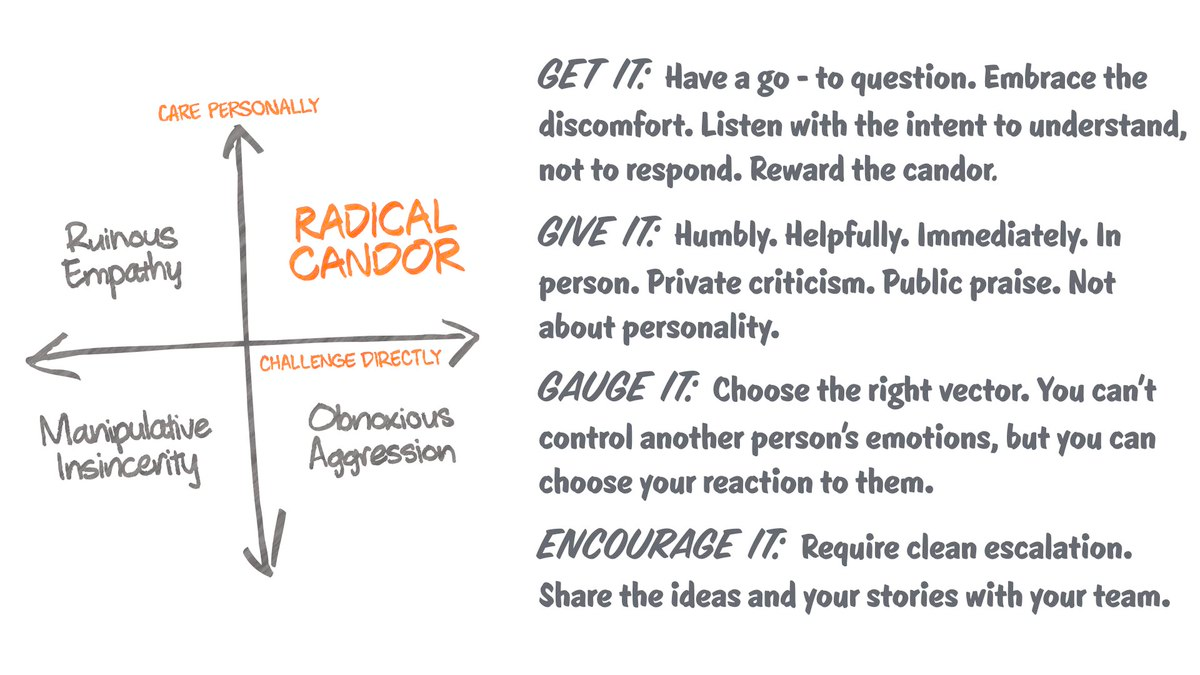 CARE PERSONALLY
Ruinous
Empathy
RADICAL
CANDOR
CHALLENGE DIRECTLY
Manipulative
Insincerity
Obnoxious
Aggression
GET IT: Have a go - to question. Embrace the
discomfort. Listen with the intent to understand,
not to respond. Reward the candor.
GIVE IT: Humbly. Helpfully. Immediately. In
person. Private criticism. Public praise. Not
about personality.
GAUGE IT: Choose the right vector. You can't
control another person's emotions, but you can
choose your reaction to them.
ENCOURAGE IT: Require clean escalation.
Share the ideas and your stories with your team.